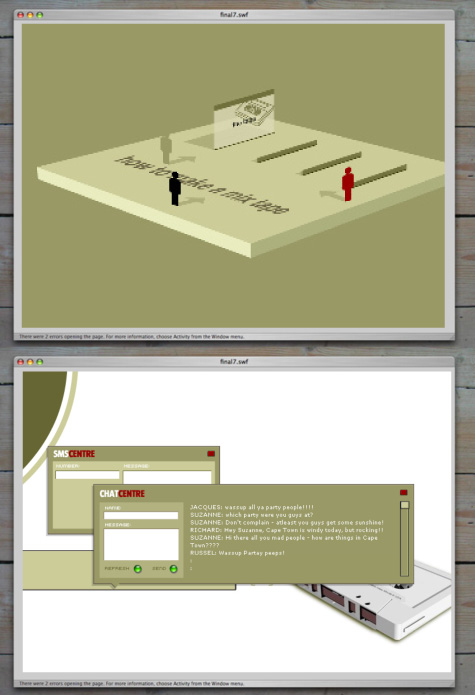 final7.swf
how to make a mix tape
There were 2 errors opening the page. For more information, choose Activity from the Window menu.
final7.swf
SMSCENTRE
NUMBER:
MESSAGE:
CHATCENTRE
NAME:
MESSAGE:
REFRESH
SEND
JACQUES: wazzup all ya party people!!!!
SUZANNE: which party were you guys at?
SUZANNE: Don't complain - atleast you guys get some sunshine!
RICHARD: Hey Suzanne, Cape Town is windy today, but rocking!!
SUZANNE: Hi there all you mad people - how are things in Cape
Town????
RUSSEL: Wazzup Partay peeps!
:
:
There were 2 errors opening the page. For more information, choose Activity from the Window menu.